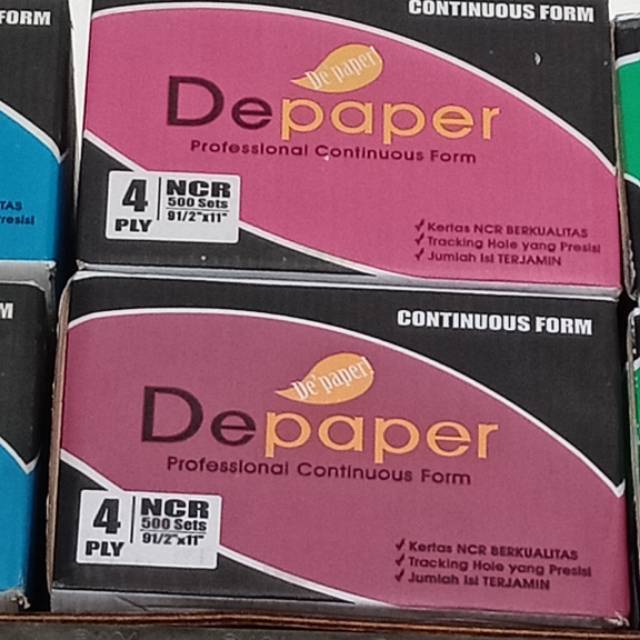 FORM
TAS
resisi
M
CONTINUOUS FORM
De'paper!
Depaper
Professional Continuous Form
4
PLY
NCR
500 Sets
91/2"x11"
Kertas NCR BERKUALITAS
Tracking Hole yang Presisi
Jumlah Isi TERJAMIN
CONTINUOUS FORM
De'paper!
Depaper
Professional Continuous Form
4
PLY
NCR
500 Sets
91/2"x11"
Kertas NCR BERKUALITAS
Tracking Hole yang Presisi
Jumlah Isi TERJAMIN